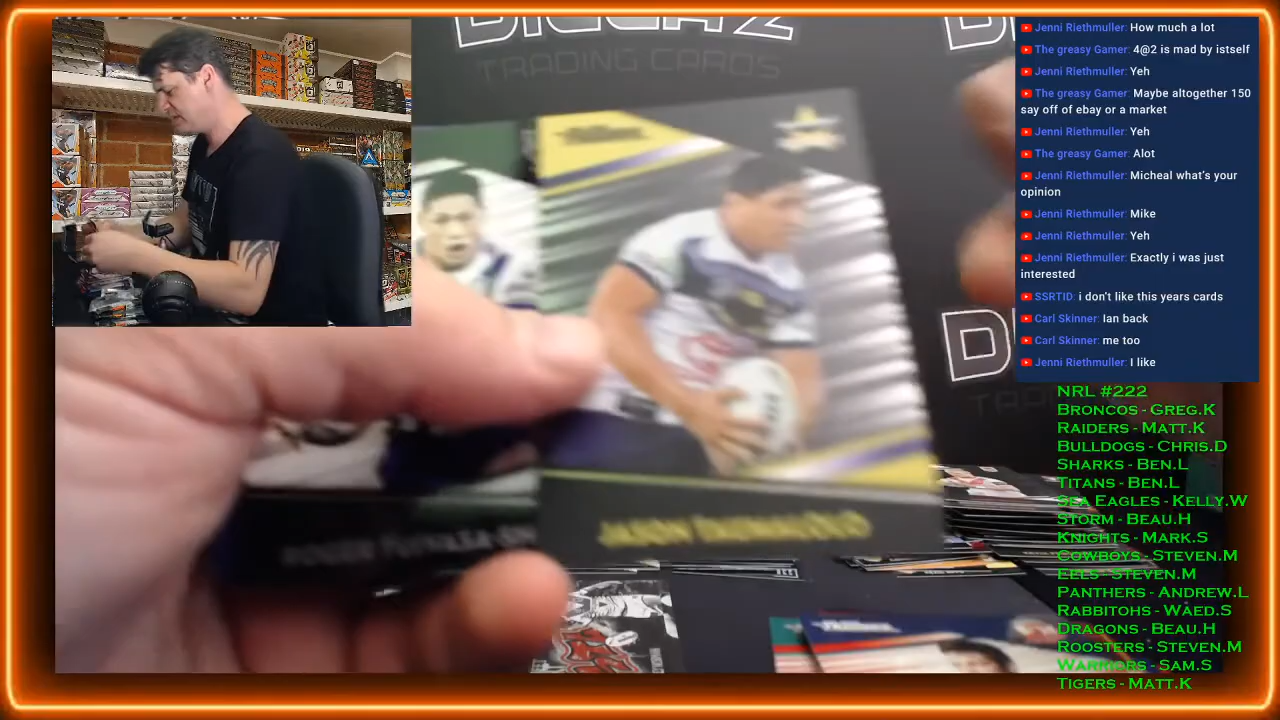 DIGGAZ
TRADING CARDS
Jenni Riethmuller: How much a lot
The greasy Gamer: 4@2 is mad by istself
Jenni Riethmuller: Yeh
The greasy Gamer: Maybe altogether 150
say off of ebay or a market
Jenni Riethmuller: Yeh
The greasy Gamer: Alot
Jenni Riethmuller: Micheal what's your
opinion
Jenni Riethmuller: Mike
Jenni Riethmuller: Yeh
Jenni Riethmuller: Exactly i was just
interested
SSRTID: i don't like this years cards
Carl Skinner: Ian back
Carl Skinner: me too
Jenni Riethmuller: I like
NRL #222
BRONCOS - GREG.K
RAIDERS - MATT.K
BULLDOGS - CHRIS.D
SHARKS - BEN.L
TITANS - BEN.L
SEA EAGLES - KELLY.W
STORM - BEAU.H
KNIGHTS - MARK.S
COWBOYS - STEVEN.M
EELS - STEVEN.M
PANTHERS - ANDREW.L
RABBITOHS - WAED.S
DRAGONS - BEAU.H
ROOSTERS - STEVEN.M
WARRIORS - SAM.S
TIGERS - MATT.K
JASON TAUMALOLO